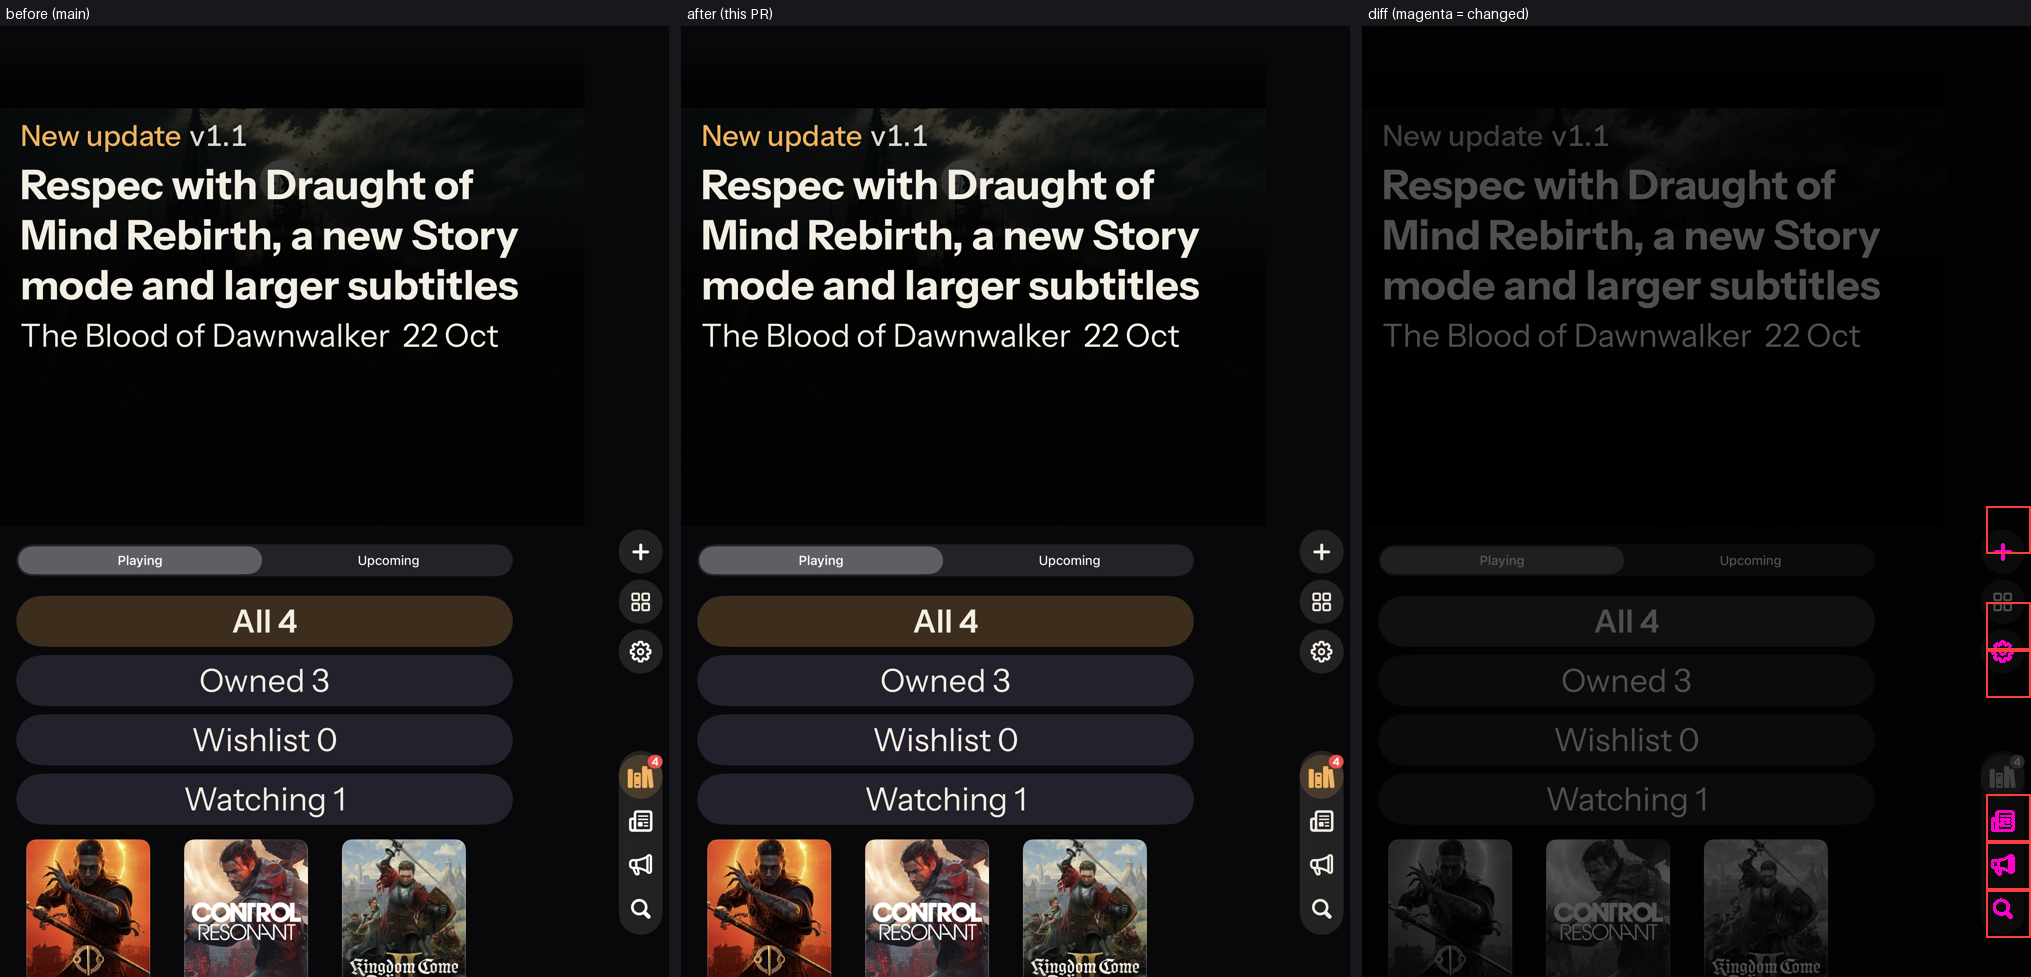 before (main)
New update v1.1
Respec with Draught of
Mind Rebirth, a new Story
mode and larger subtitles
The Blood of Dawnwalker 22 Oct
Playing
Upcoming
All 4
Owned 3
Wishlist 0
Watching 1
4
CONTROL
RESONANT
Kingdom Come
II
after (this PR)
New update v1.1
Respec with Draught of
Mind Rebirth, a new Story
mode and larger subtitles
The Blood of Dawnwalker 22 Oct
Playing
Upcoming
All 4
Owned 3
Wishlist 0
Watching 1
4
CONTROL
RESONANT
Kingdom Come
II
diff (magenta = changed)
New update v1.1
Respec with Draught of
Mind Rebirth, a new Story
mode and larger subtitles
The Blood of Dawnwalker 22 Oct
Playing
Upcoming
All 4
Owned 3
Wishlist 0
Watching 1
4
CONTROL
RESONANT
Kingdom Come
II